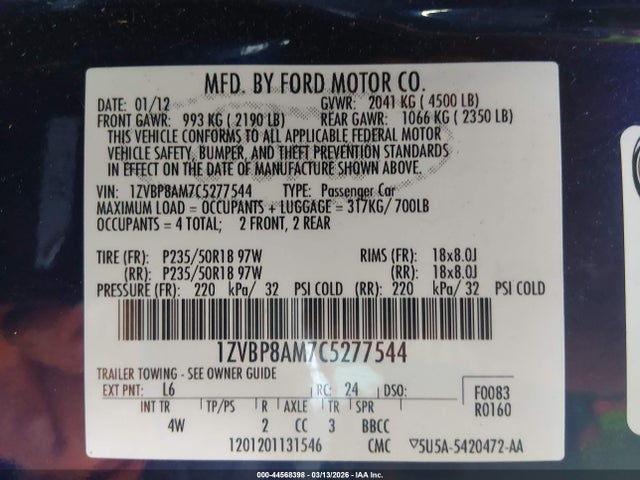 MFD. BY FORD MOTOR CO.
DATE: 01/12 GVWR: 2041 KG ( 4500 LB)
FRONT GAWR: 993 KG ( 2190 LB) REAR GAWR: 1066 KG ( 2350 LB)
THIS VEHICLE CONFORMS TO ALL APPLICABLE FEDERAL MOTOR
VEHICLE SAFETY, BUMPER, AND THEFT PREVENTION STANDARDS
IN EFFECT ON THE DATE OF MANUFACTURE SHOWN ABOVE.
VIN: 1ZVBP8AM7C5277544 TYPE: Passenger Car
MAXIMUM LOAD = OCCUPANTS + LUGGAGE = 317KG/ 700LB
OCCUPANTS = 4 TOTAL; 2 FRONT, 2 REAR
TIRE (FR): P235/50R18 97W RIMS (FR): 18x8.0J
(RR): P235/50R18 97W (RR): 18x8.0J
PRESSURE (FR): 220 kPa/ 32 PSI COLD (RR): 220 kPa/ 32 PSI COLD
1ZVBP8AM7C5277544
TRAILER TOWING - SEE OWNER GUIDE
EXT PNT: L6 RC: 24 DSO: F0083
INT TR TP/PS R AXLE TR SPR R0160
4W 2 CC 3 BBCC
1201201131546 CMC ▽5U5A-5420472-AA
000-44568398 - 03/13/2026 - IAA Inc.